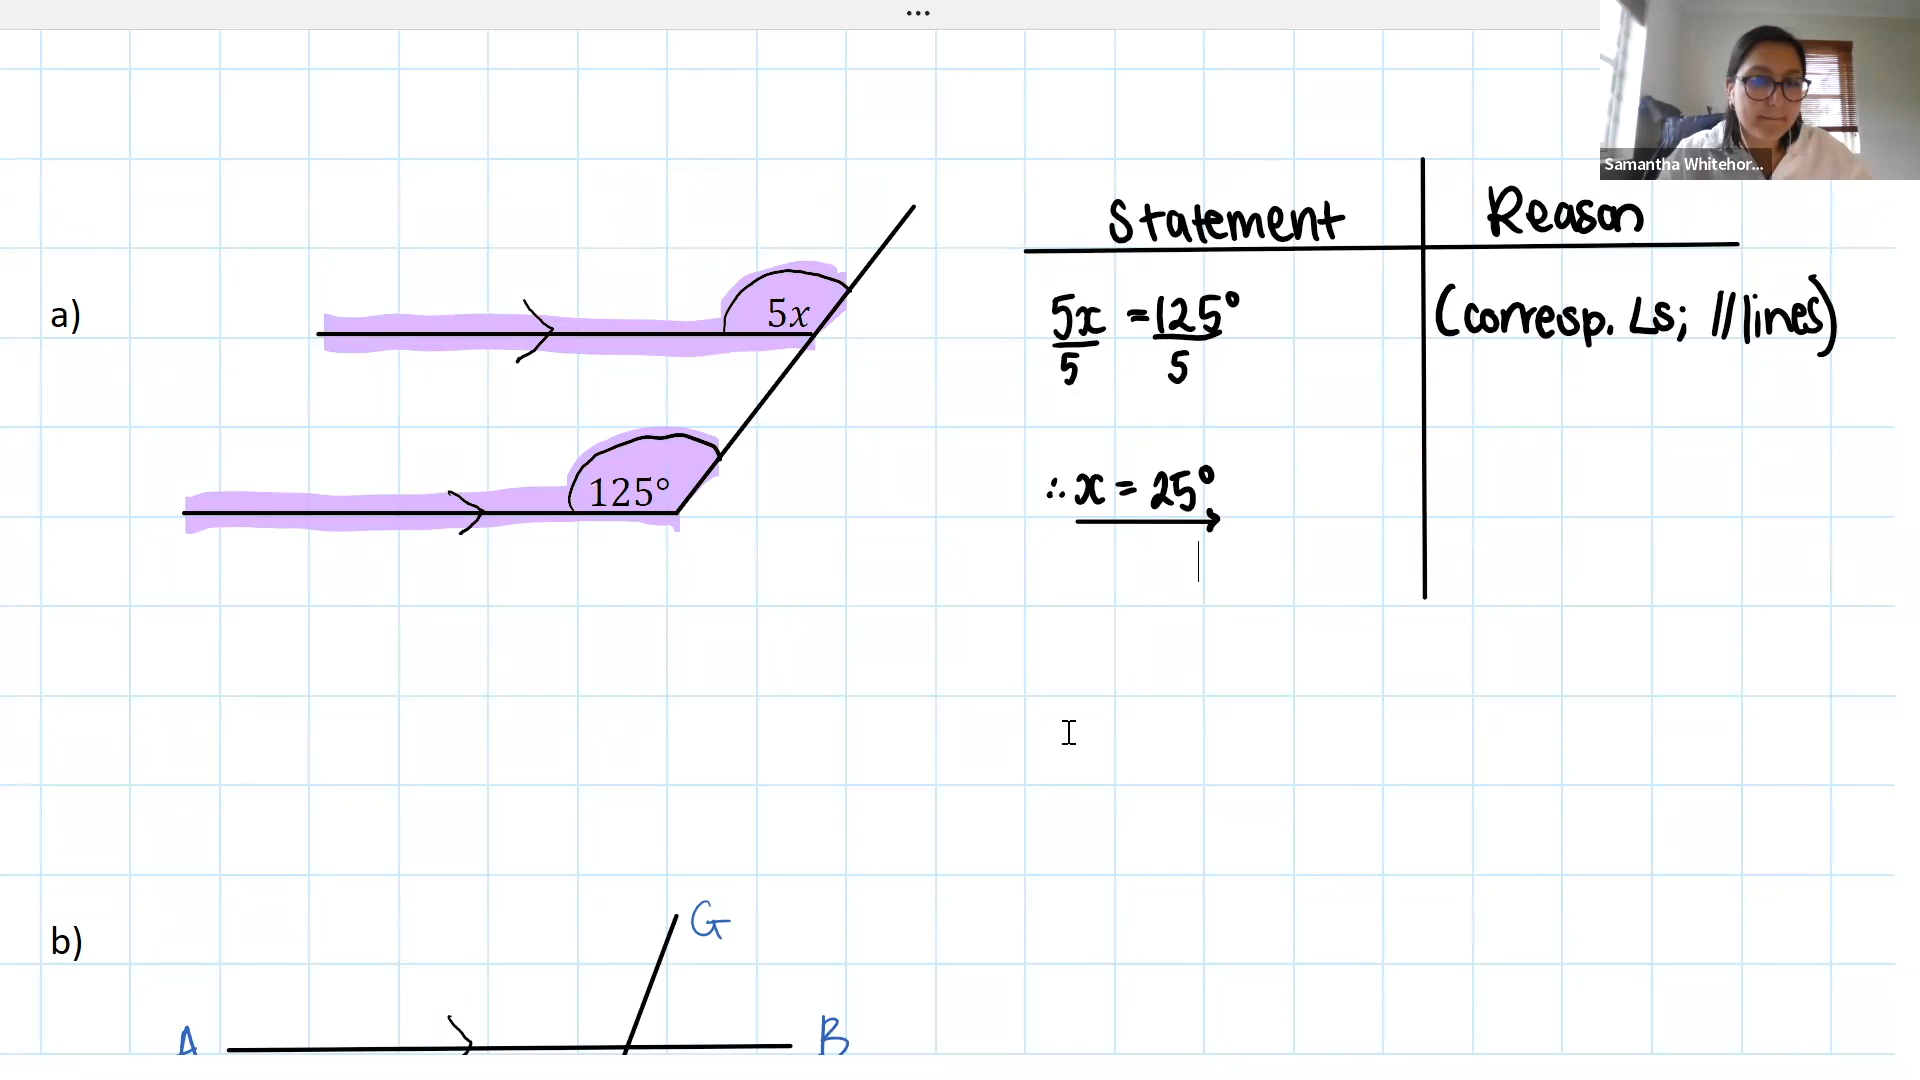 ...
Samantha Whitehor...
Statement Reason
a)
5x
5x = 125° (corresp. ∠s; // lines)
5 5
125°
∴ x = 25°
b)
G
A B